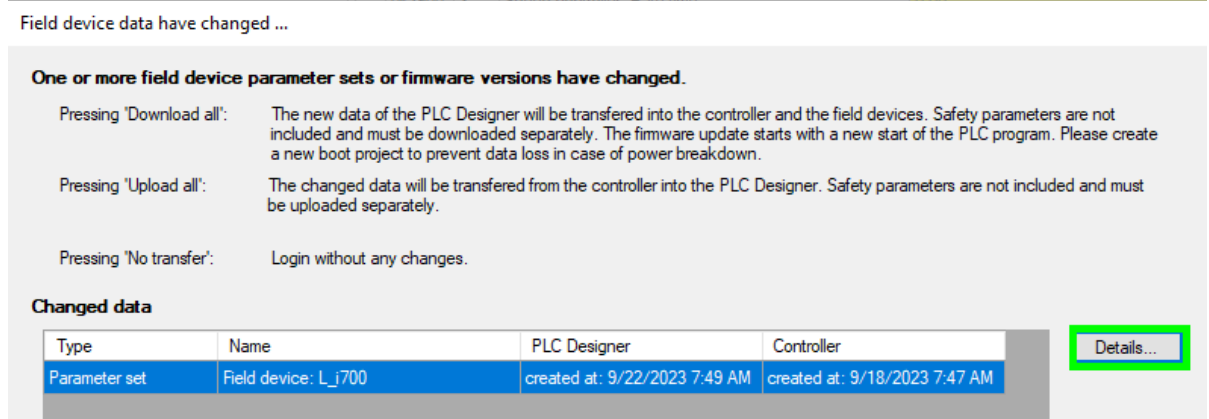 Field device data have changed ...
One or more field device parameter sets or firmware versions have changed.
Pressing "Download all": The new data of the PLC Designer will be transfered into the controller and the field devices. Safety parameters are not
included and must be downloaded separately. The firmware update starts with a new start of the PLC program. Please create
a new boot project to prevent data loss in case of power breakdown.
Pressing "Upload all": The changed data will be transfered from the controller into the PLC Designer. Safety parameters are not included and must
be uploaded separately.
Pressing "No transfer": Login without any changes.
Changed data
Type Name PLC Designer Controller Details...
Parameter set Field device: L_i700 created at: 9/22/2023 7:49 AM created at: 9/18/2023 7:47 AM